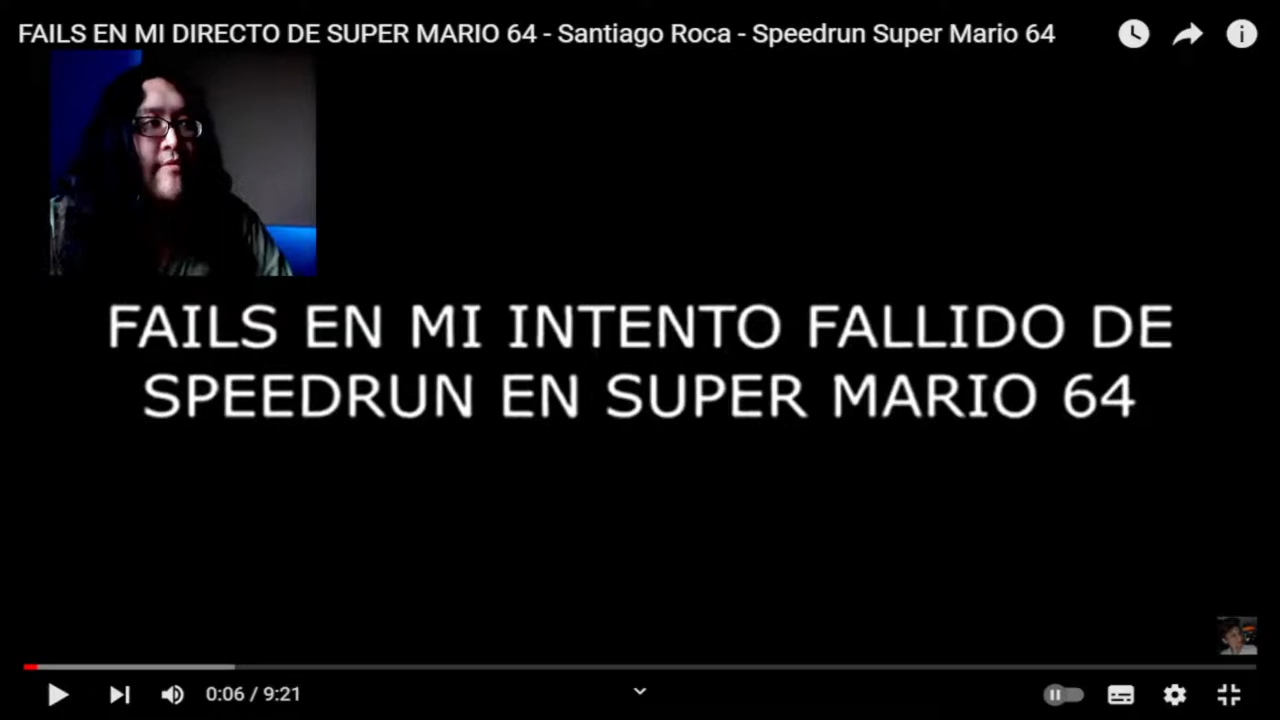 FAILS EN MI DIRECTO DE SUPER MARIO 64 - Santiago Roca - Speedrun Super Mario 64
FAILS EN MI INTENTO FALLIDO DE
SPEEDRUN EN SUPER MARIO 64
0:06 / 9:21